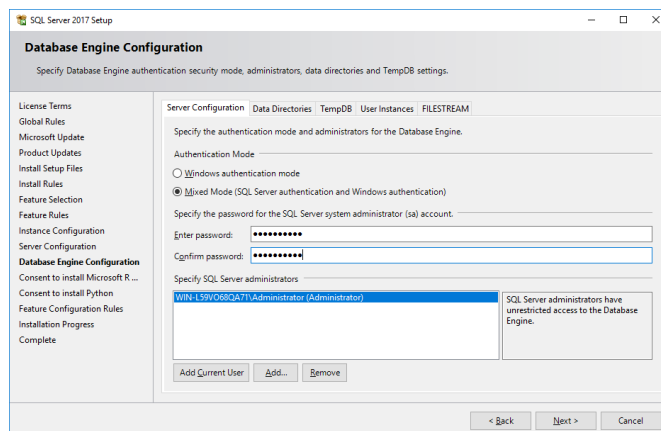 SQL Server 2017 Setup
Database Engine Configuration
Specify Database Engine authentication security mode, administrators, data directories and TempDB settings.
License Terms
Global Rules
Microsoft Update
Product Updates
Install Setup Files
Install Rules
Feature Selection
Feature Rules
Instance Configuration
Server Configuration
Database Engine Configuration
Consent to install Microsoft R ...
Consent to install Python
Feature Configuration Rules
Installation Progress
Complete
Server Configuration Data Directories TempDB User Instances FILESTREAM
Specify the authentication mode and administrators for the Database Engine.
Authentication Mode
Windows authentication mode
Mixed Mode (SQL Server authentication and Windows authentication)
Specify the password for the SQL Server system administrator (sa) account.
Enter password: ●●●●●●●●●●
Confirm password: ●●●●●●●●●●
Specify SQL Server administrators
WIN-L59VO68QA71\Administrator (Administrator)
SQL Server administrators have
unrestricted access to the Database
Engine.
Add Current User Add... Remove
< Back Next > Cancel